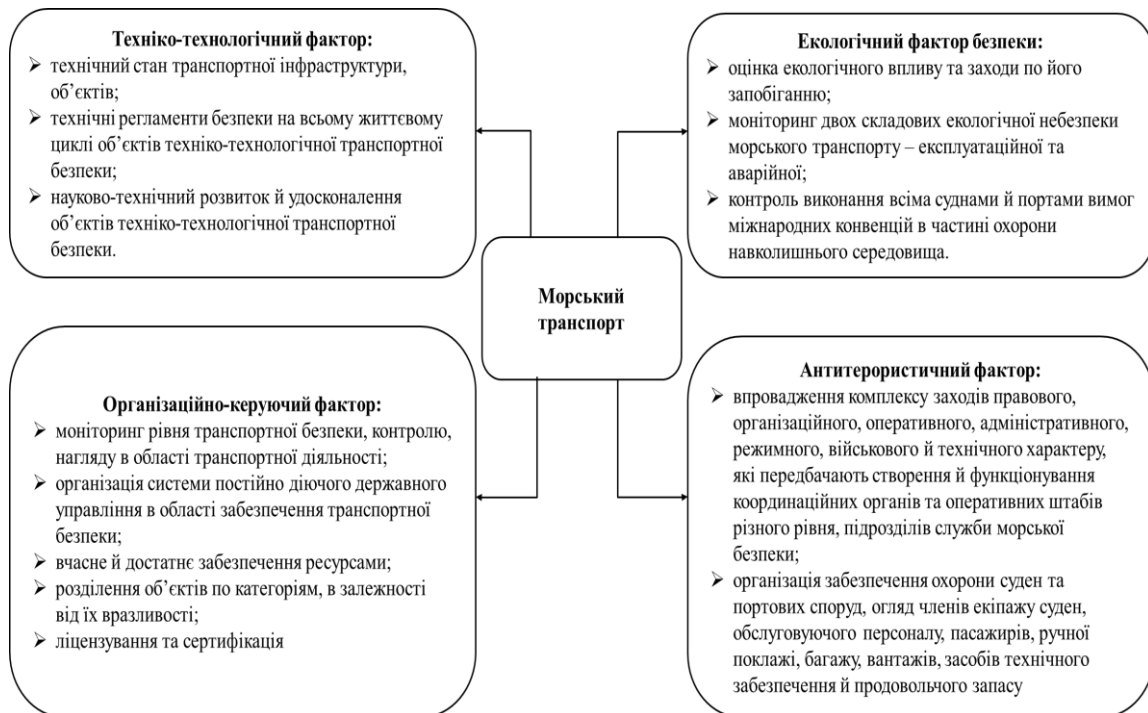 Техніко-технологічний фактор:
➢ технічний стан транспортної інфраструктури,
об’єктів;
➢ технічні регламенти безпеки на всьому життєвому
циклі об’єктів техніко-технологічної транспортної
безпеки;
➢ науково-технічний розвиток й удосконалення
об’єктів техніко-технологічної транспортної
безпеки.
Екологічний фактор безпеки:
➢ оцінка екологічного впливу та заходи по його
запобіганню;
➢ моніторинг двох складових екологічної небезпеки
морського транспорту – експлуатаційної та
аварійної;
➢ контроль виконання всіма суднами й портами вимог
міжнародних конвенцій в частині охорони
навколишнього середовища.
Морський
транспорт
Організаційно-керуючий фактор:
➢ моніторинг рівня транспортної безпеки, контролю,
нагляду в області транспортної діяльності;
➢ організація системи постійно діючого державного
управління в області забезпечення транспортної
безпеки;
➢ вчасне й достатнє забезпечення ресурсами;
➢ розділення об’єктів по категоріям, в залежності
від їх вразливості;
➢ ліцензування та сертифікація
Антитерористичний фактор:
➢ впровадження комплексу заходів правового,
організаційного, оперативного, адміністративного,
режимного, військового й технічного характеру,
які передбачають створення й функціонування
координаційних органів та оперативних штабів
різного рівня, підрозділів служби морської
безпеки;
➢ організація забезпечення охорони суден та
портових споруд, огляд членів екіпажу суден,
обслуговуючого персоналу, пасажирів, ручної
поклажі, багажу, вантажів, засобів технічного
забезпечення й продовольчого запасу